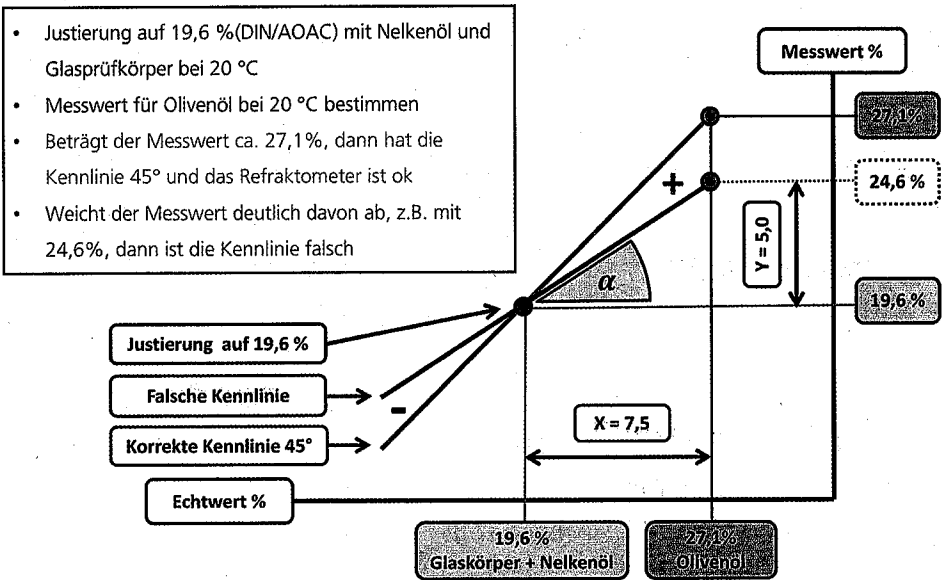 • Justierung auf 19,6 %(DIN/AOAC) mit Nelkenöl und
Glasprüfkörper bei 20 °C
• Messwert für Olivenöl bei 20 °C bestimmen
• Beträgt der Messwert ca. 27,1%, dann hat die
Kennlinie 45° und das Refraktometer ist ok
• Weicht der Messwert deutlich davon ab, z.B. mit
24,6%, dann ist die Kennlinie falsch
Messwert %
27,1%
+
24,6 %
Y = 5,0
α
19,6 %
Justierung auf 19,6 %
Falsche Kennlinie
-
Korrekte Kennlinie 45°
X = 7,5
Echtwert %
19,6 %
Glaskörper + Nelkenöl
27,1%
Olivenöl